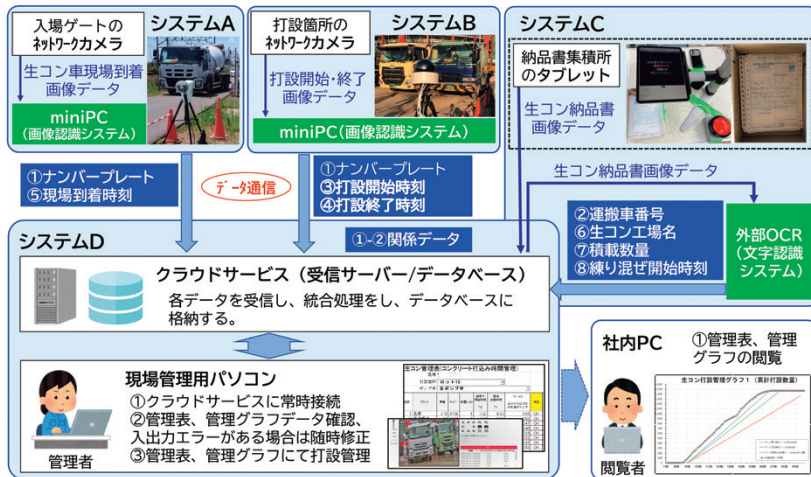 入場ゲートの
ネットワークカメラ
システムA
生コン車現場到着
画像データ
miniPC
(画像認識システム)
打設箇所の
ネットワークカメラ
システムB
打設開始・終了
画像データ
miniPC(画像認識システム)
システムC
納品書集積所
のタブレット
生コン納品書
画像データ
①ナンバープレート
⑤現場到着時刻
データ通信
①ナンバープレート
③打設開始時刻
④打設終了時刻
生コン納品書画像データ
②運搬車番号
⑥生コン工場名
⑦積載数量
⑧練り混ぜ開始時刻
外部OCR
(文字認識
システム)
システムD
①-②関係データ
クラウドサービス（受信サーバー/データベース）
各データを受信し、統合処理をし、データベースに
格納する。
現場管理用パソコン
①クラウドサービスに常時接続
②管理表、管理グラフデータ確認、
入出力エラーがある場合は随時修正
③管理表、管理グラフにて打設管理
管理者
生コン管理表(コンクリート打込み時間管理)
社内PC
①管理表、管理
グラフの閲覧
生コン打設管理グラフ1（累計打設数量）
閲覧者